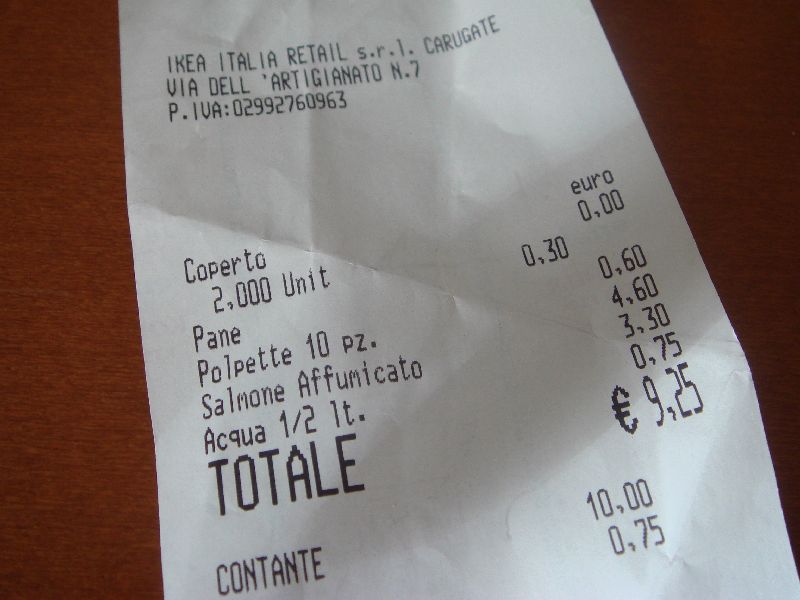 IKEA ITALIA RETAIL s.r.l. CARUGATE
VIA DELL 'ARTIGIANATO N.7
P.IVA:02992760963
euro
Coperto 0,00
2,000 Unit 0,30
Pane 0,60
Polpette 10 pz. 4,60
Salmone Affumicato 3,30
Acqua 1/2 lt. 0,75
TOTALE € 9,25
CONTANTE 10,00
0,75